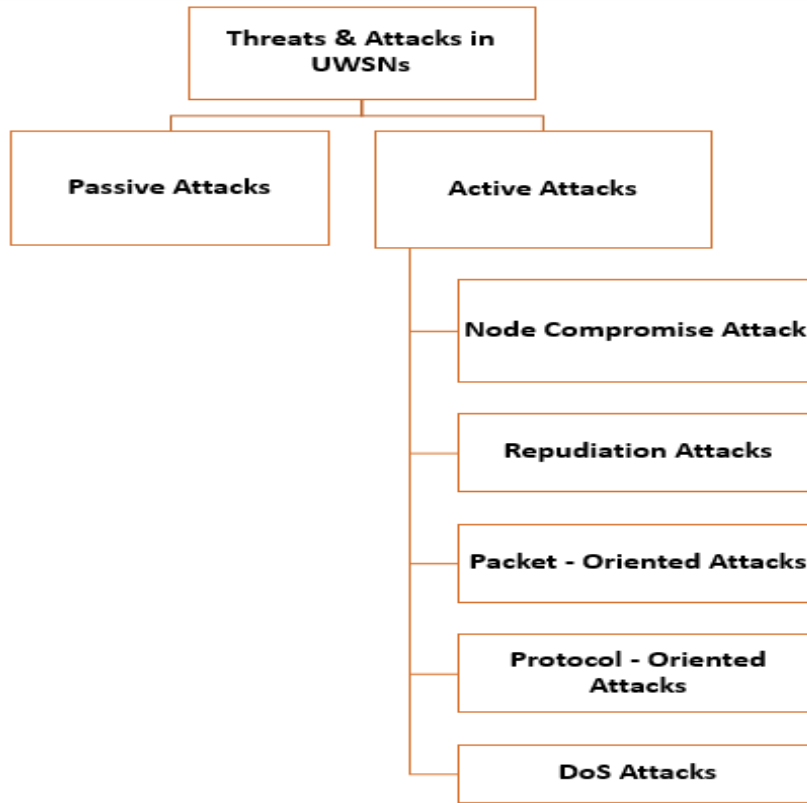 Threats & Attacks in
UWSNs
Passive Attacks
Active Attacks
Node Compromise Attack
Repudiation Attacks
Packet - Oriented Attacks
Protocol - Oriented
Attacks
DoS Attacks